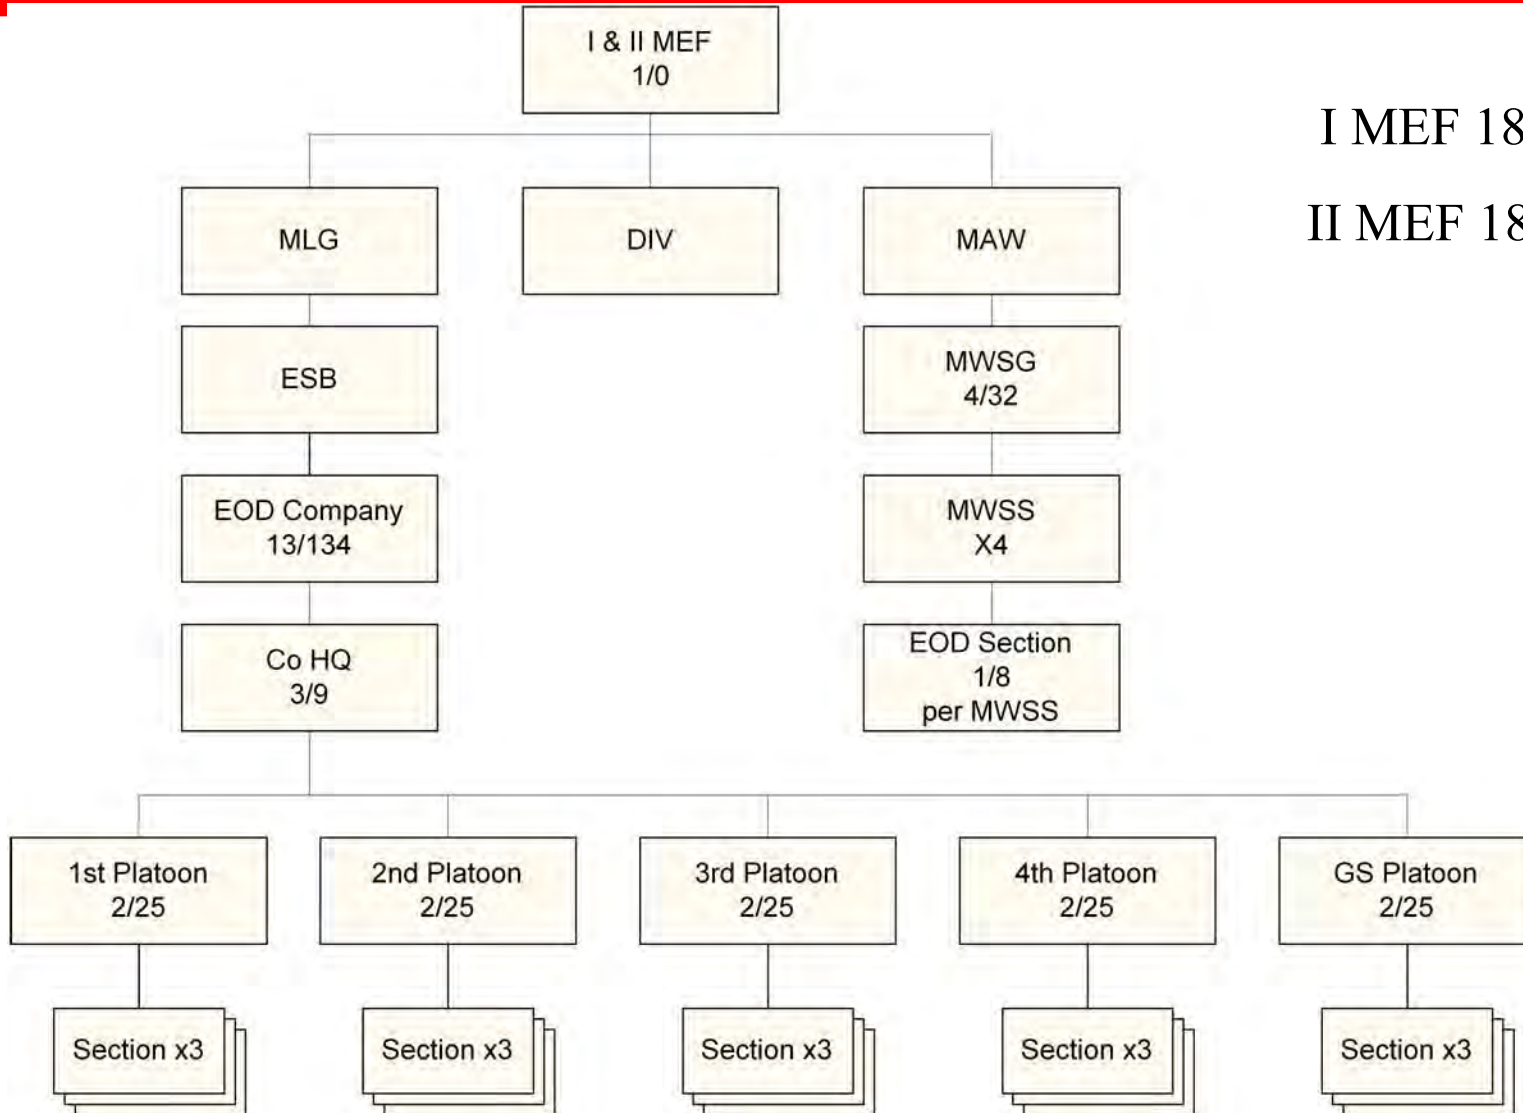 I & II MEF
1/0
I MEF 18
II MEF 18
MLG
DIV
MAW
ESB
MWSG
4/32
EOD Company
13/134
MWSS
X4
Co HQ
3/9
EOD Section
1/8
per MWSS
1st Platoon
2/25
2nd Platoon
2/25
3rd Platoon
2/25
4th Platoon
2/25
GS Platoon
2/25
Section x3
Section x3
Section x3
Section x3
Section x3